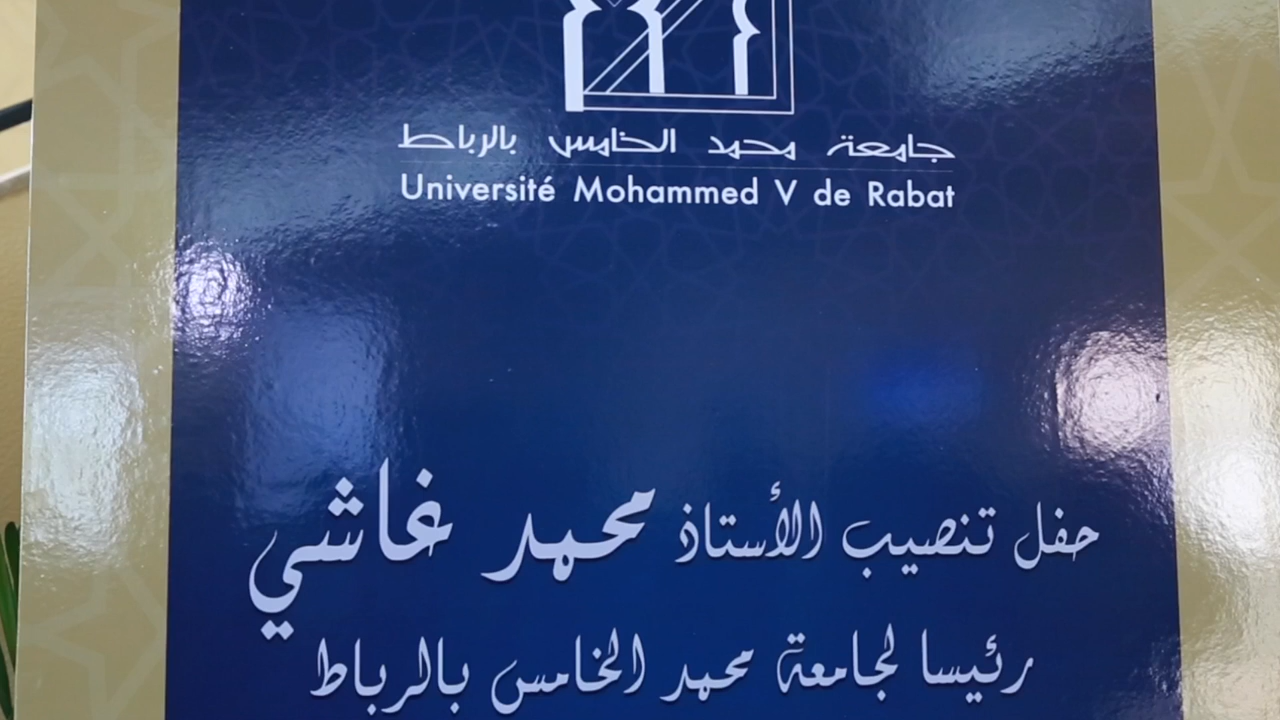 جامعة محمد الخامس بالرباط
Université Mohammed V de Rabat
حفل تنصيب الأستاذ محمد غاشي
رئيسا لجامعة محمد الخامس بالرباط